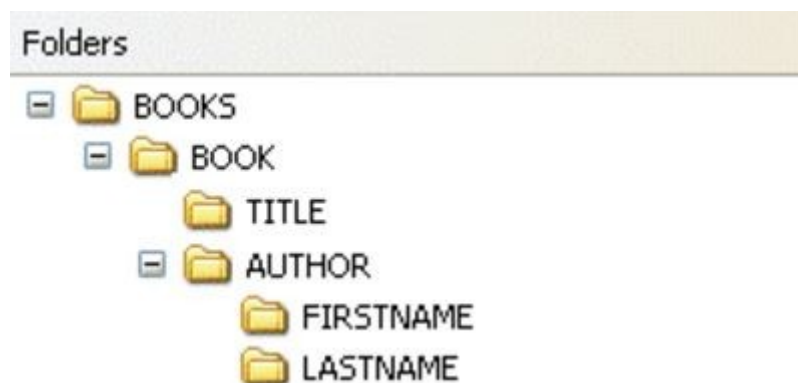 Folders
BOOKS
BOOK
TITLE
AUTHOR
FIRSTNAME
LASTNAME